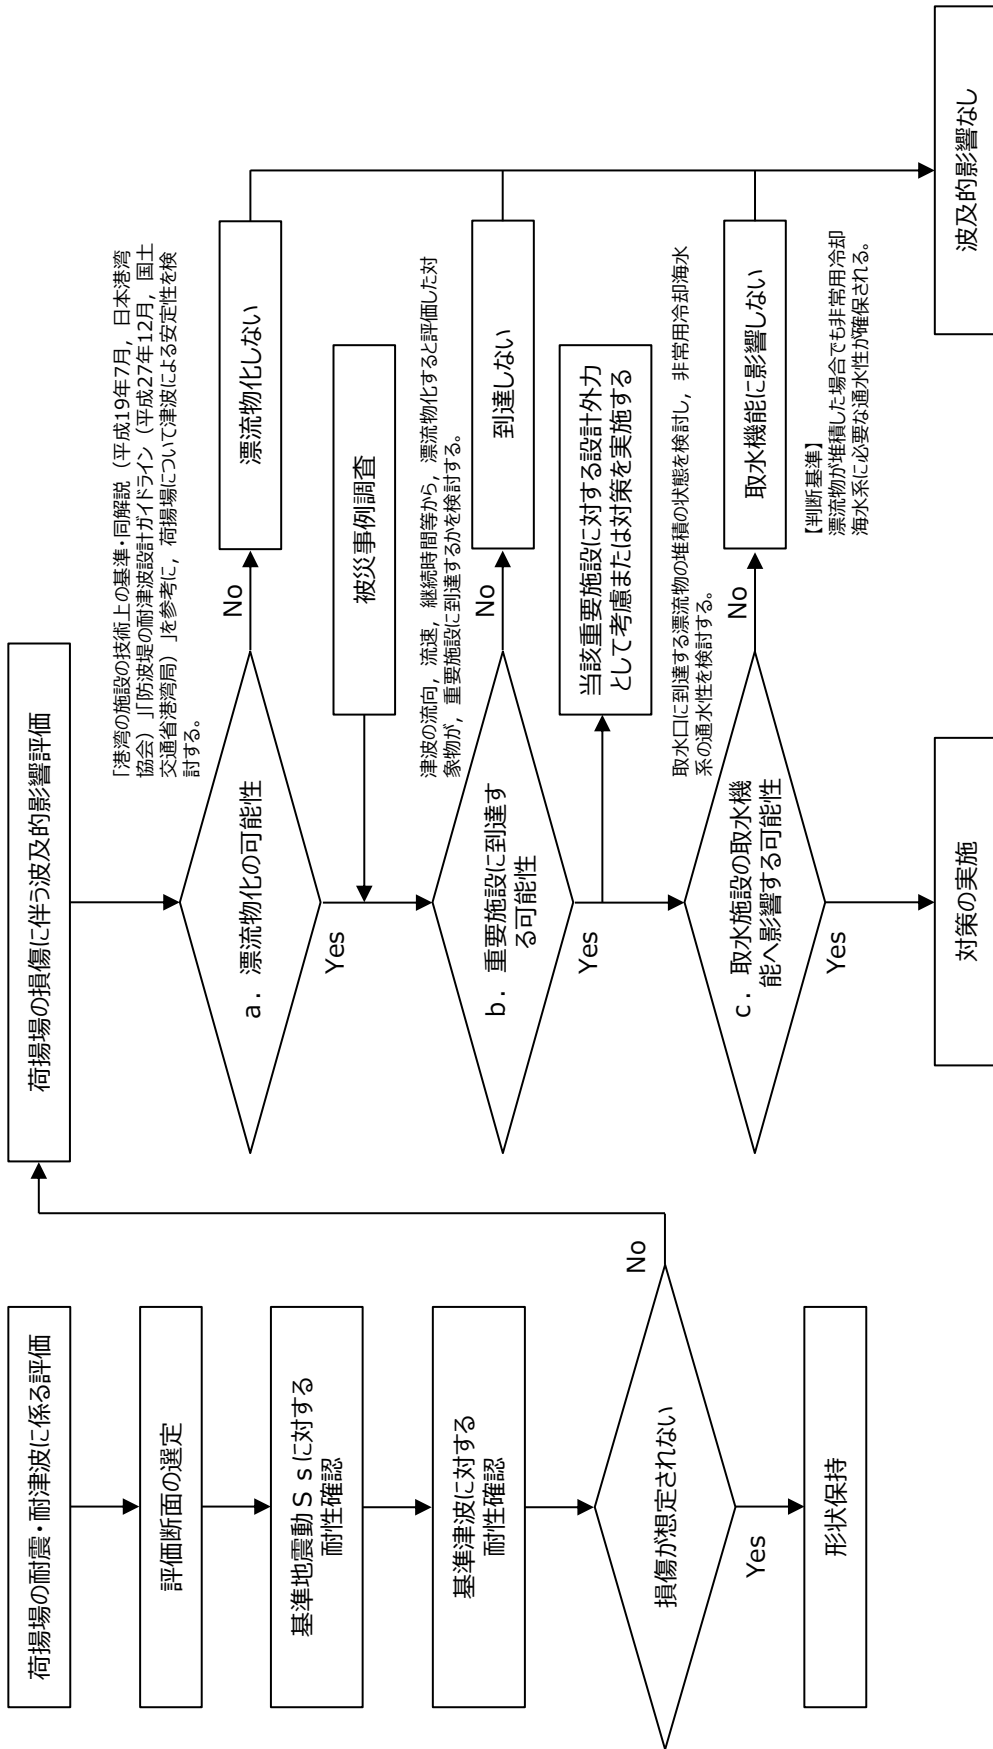 荷揚場の耐震・耐津波に係る評価
評価断面の選定
基準地震動Ssに対する
耐性確認
基準津波に対する
耐性確認
損傷が想定されない
Yes
No
形状保持
荷揚場の損傷に伴う波及的影響評価
「港湾の施設の技術上の基準・同解説（平成19年7月，日本港湾
協会）」「防波堤の耐津波設計ガイドライン（平成27年12月，国土
交通省港湾局）」を参考に，荷揚場について津波による安定性を検
討する。
a．漂流物化の可能性
No
漂流物化しない
Yes
被災事例調査
津波の流向，流速，継続時間等から，漂流物化すると評価した対
象物が，重要施設に到達するかを検討する。
b．重要施設に到達す
る可能性
No
到達しない
Yes
当該重要施設に対する設計外力
として考慮または対策を実施する
取水口に到達する漂流物の堆積の状態を検討し，非常用冷却海水
系の通水性を検討する。
c．取水施設の取水機
能へ影響する可能性
No
取水機能に影響しない
【判断基準】
漂流物が堆積した場合でも非常用冷却
海水系に必要な通水性が確保される。
Yes
対策の実施
波及的影響なし